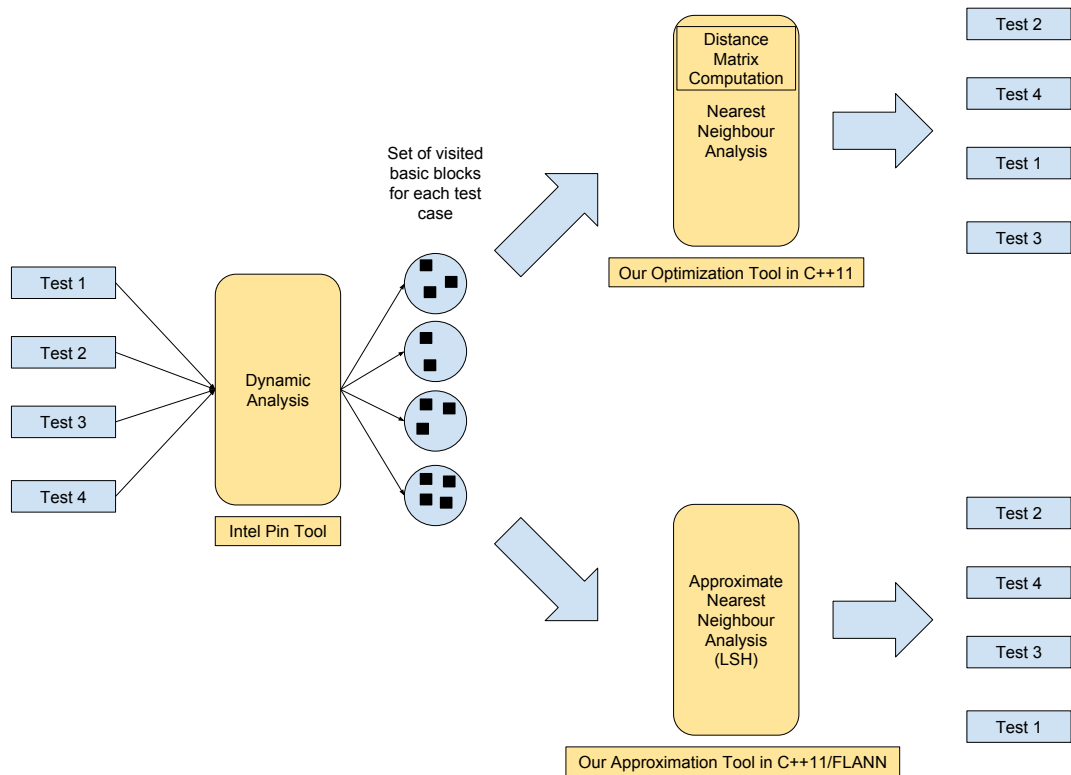 Test 1
Test 2
Test 3
Test 4
Dynamic
Analysis
Intel Pin Tool
Set of visited
basic blocks
for each test
case
Distance
Matrix
Computation
Nearest
Neighbour
Analysis
Our Optimization Tool in C++11
Test 2
Test 4
Test 1
Test 3
Approximate
Nearest
Neighbour
Analysis
(LSH)
Our Approximation Tool in C++11/FLANN
Test 2
Test 4
Test 3
Test 1